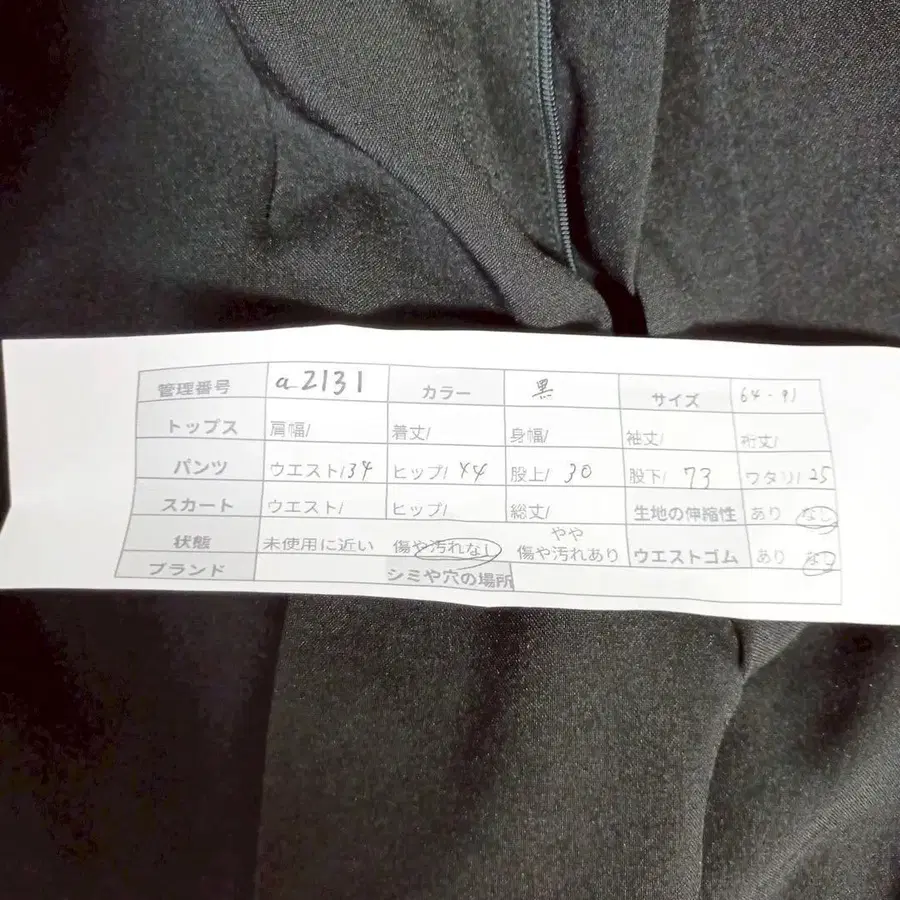 管理番号 a2131 カラー 黒 サイズ 64-91
トップス 肩幅/ 着丈/ 身幅/ 袖丈/ 裄丈/
パンツ ウエスト/34 ヒップ/44 股上/30 股下/73 ワタリ/25
スカート ウエスト/ ヒップ/ 総丈/ 生地の伸縮性 あり なし
状態 未使用に近い 傷や汚れなし やや傷や汚れあり ウエストゴム あり なし
ブランド シミや穴の場所